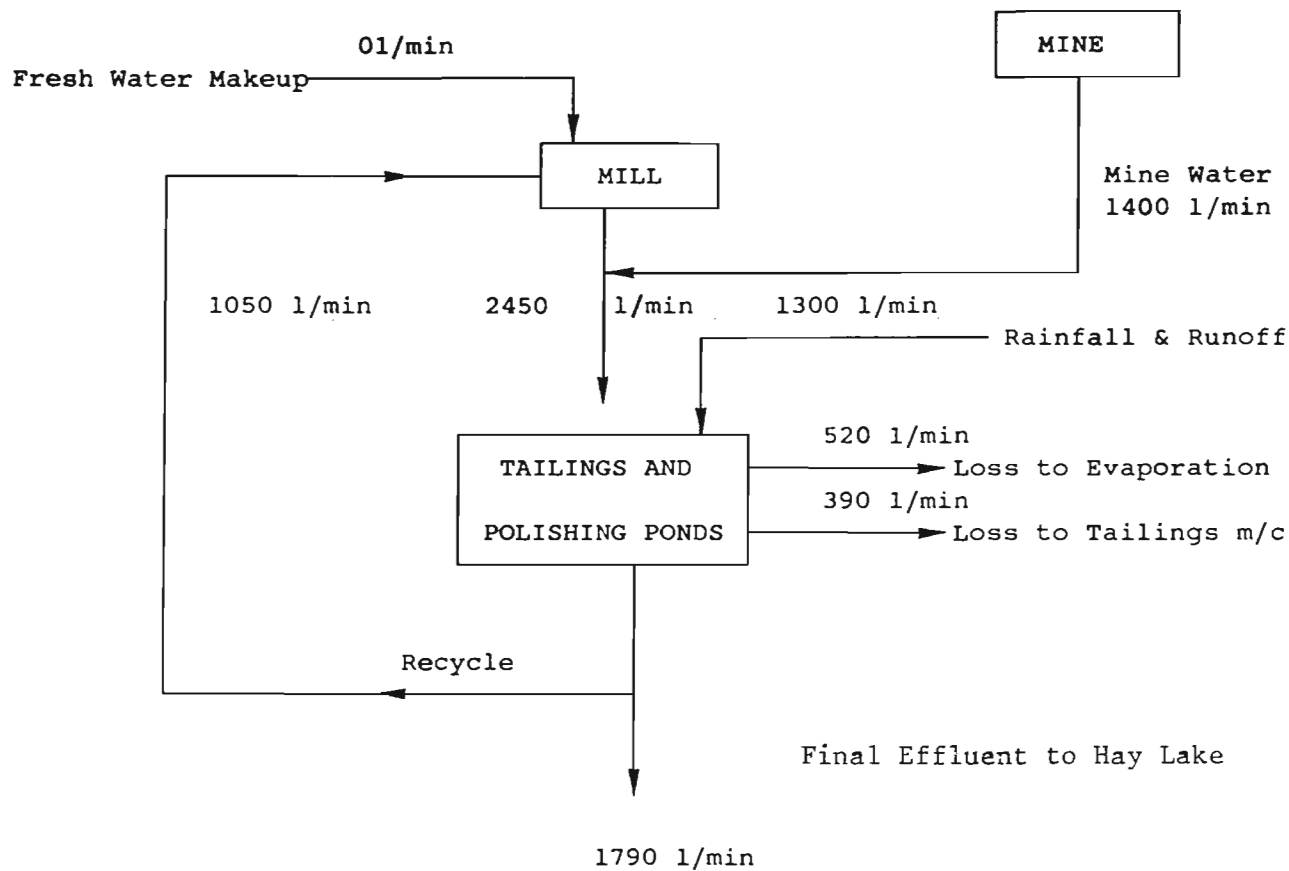 01/min
MINE
Fresh Water Makeup
MILL
Mine Water
1400 l/min
1050 l/min
2450 l/min
1300 l/min
Rainfall & Runoff
520 l/min
TAILINGS AND
Loss to Evaporation
390 l/min
POLISHING PONDS
Loss to Tailings m/c
Recycle
Final Effluent to Hay Lake
1790 l/min